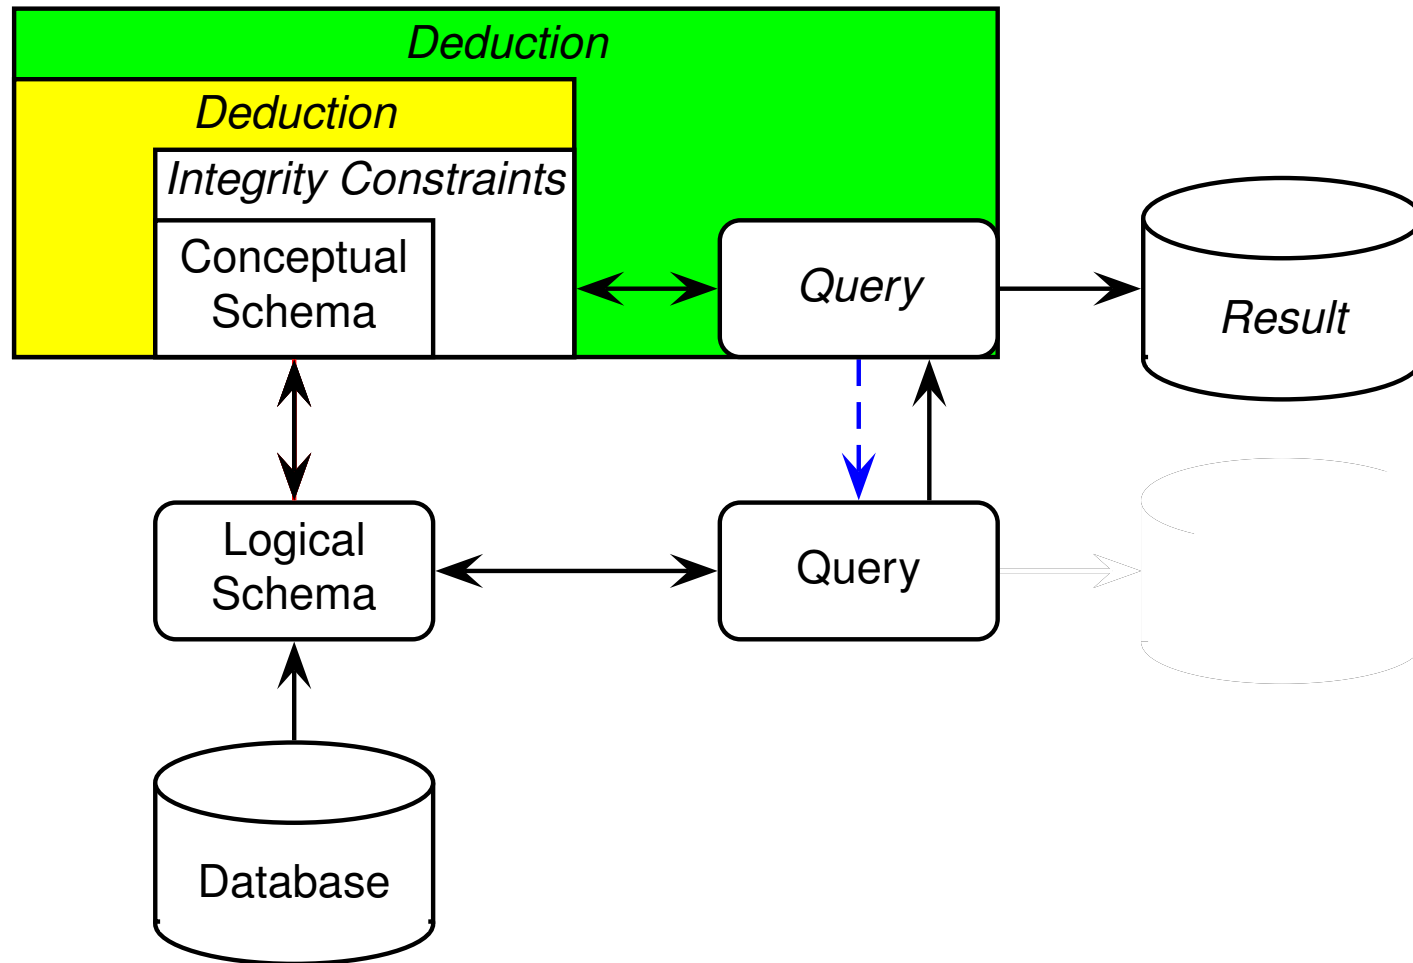 Deduction
Deduction
Integrity Constraints
Conceptual
Schema
Query
Result
Logical
Schema
Query
Database